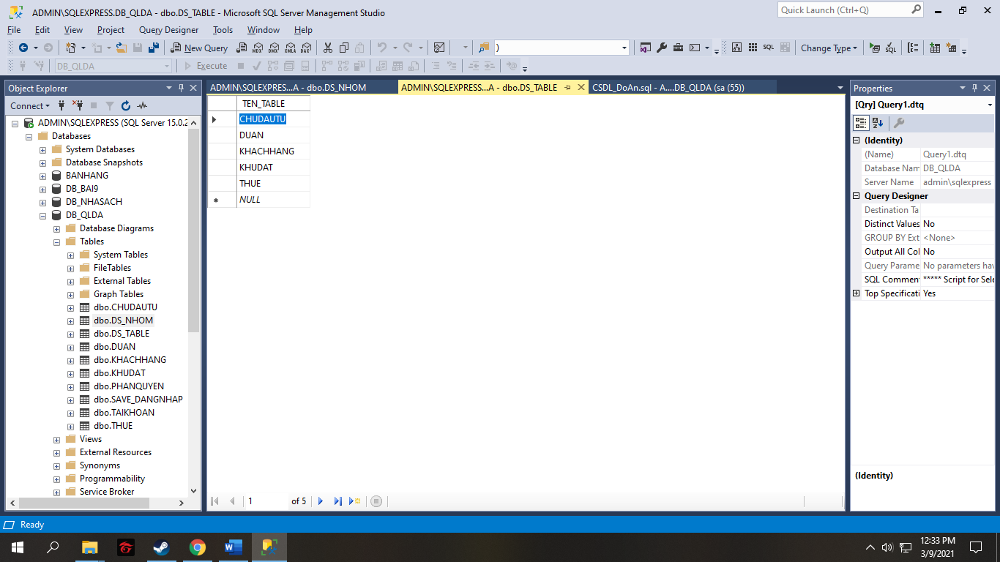 ADMIN\SQLEXPRESS.DB_QLDA - dbo.DS_TABLE - Microsoft SQL Server Management Studio
Quick Launch (Ctrl+Q)
File Edit View Project Query Designer Tools Window Help
New Query MDX DMX XMLA DAX ) SQL Change Type
DB_QLDA Execute
Object Explorer
Connect
ADMIN\SQLEXPRESS (SQL Server 15.0.2
Databases
System Databases
Database Snapshots
BANHANG
DB_BAI9
DB_NHASACH
DB_QLDA
Database Diagrams
Tables
System Tables
FileTables
External Tables
Graph Tables
dbo.CHUDAUTU
dbo.DS_NHOM
dbo.DS_TABLE
dbo.DUAN
dbo.KHACHHANG
dbo.KHUDAT
dbo.PHANQUYEN
dbo.SAVE_DANGNHAP
dbo.TAIKHOAN
dbo.THUE
Views
External Resources
Synonyms
Programmability
Service Broker
ADMIN\SQLEXPRES...A - dbo.DS_NHOM
ADMIN\SQLEXPRESS...A - dbo.DS_TABLE
CSDL_DoAn.sql - A....DB_QLDA (sa (55))
TEN_TABLE
CHUDAUTU
DUAN
KHACHHANG
KHUDAT
THUE
NULL
1 of 5
Properties
[Qry] Query1.dtq
(Identity)
(Name) Query1.dtq
Database Nam DB_QLDA
Server Name admin\sqlexpress
Query Designer
Destination Ta
Distinct Values No
GROUP BY Ext <None>
Output All Col No
Query Parame No parameters hav
SQL Comment ***** Script for Sele
Top Specificati Yes
(Identity)
Ready
12:33 PM
3/9/2021